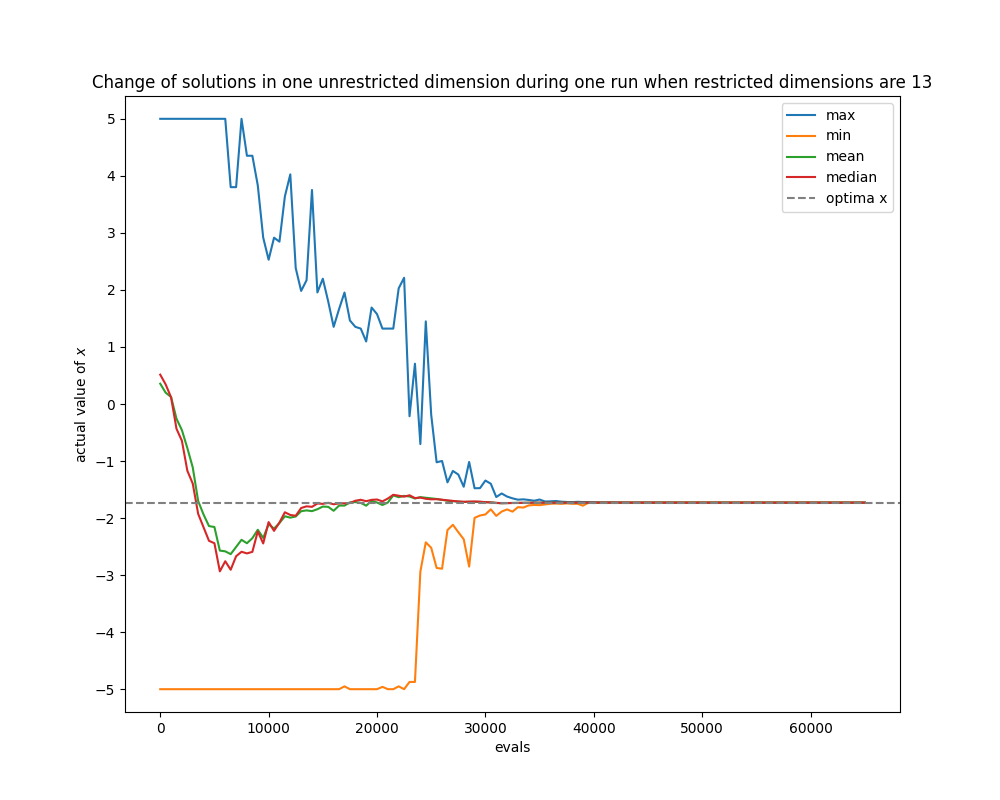 Change of solutions in one unrestricted dimension during one run when restricted dimensions are 13
max
min
mean
median
optima x
actual value of x
5
4
3
2
1
0
−1
−2
−3
−4
−5
0 10000 20000 30000 40000 50000 60000
evals